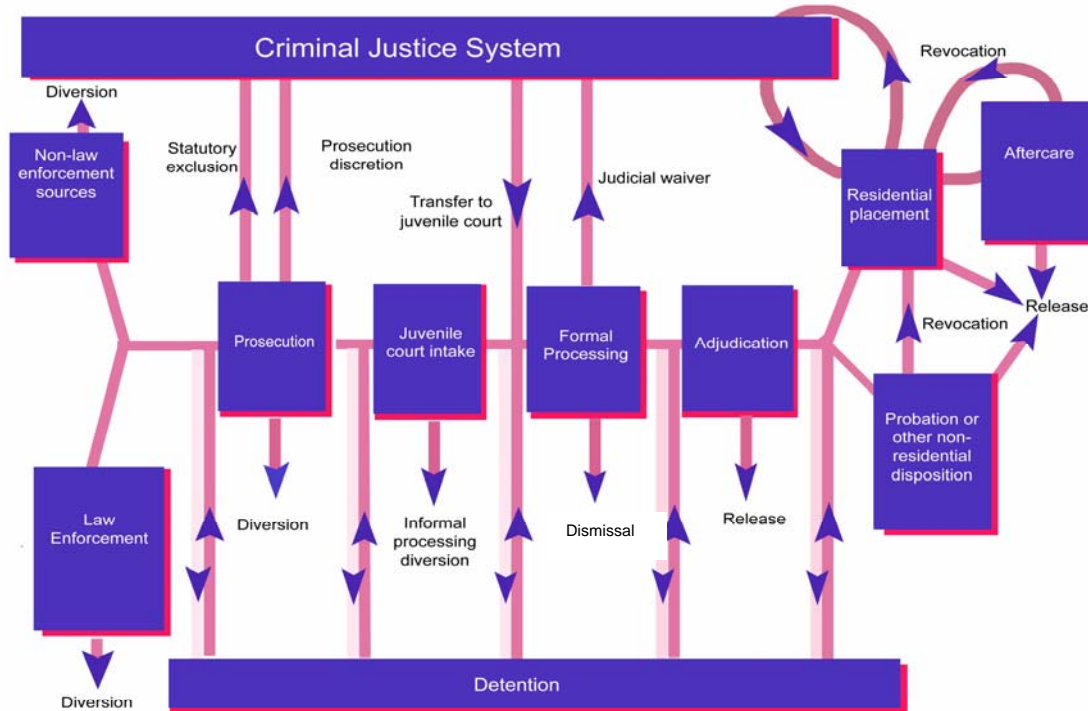 Criminal Justice System
Revocation
Diversion
Non-law
enforcement
sources
Statutory
exclusion
Prosecution
discretion
Transfer to
juvenile court
Judicial waiver
Residential
placement
Aftercare
Release
Revocation
Prosecution
Juvenile
court intake
Formal
Processing
Adjudication
Probation or
other non-
residential
disposition
Law
Enforcement
Diversion
Informal
processing
diversion
Dismissal
Release
Diversion
Detention